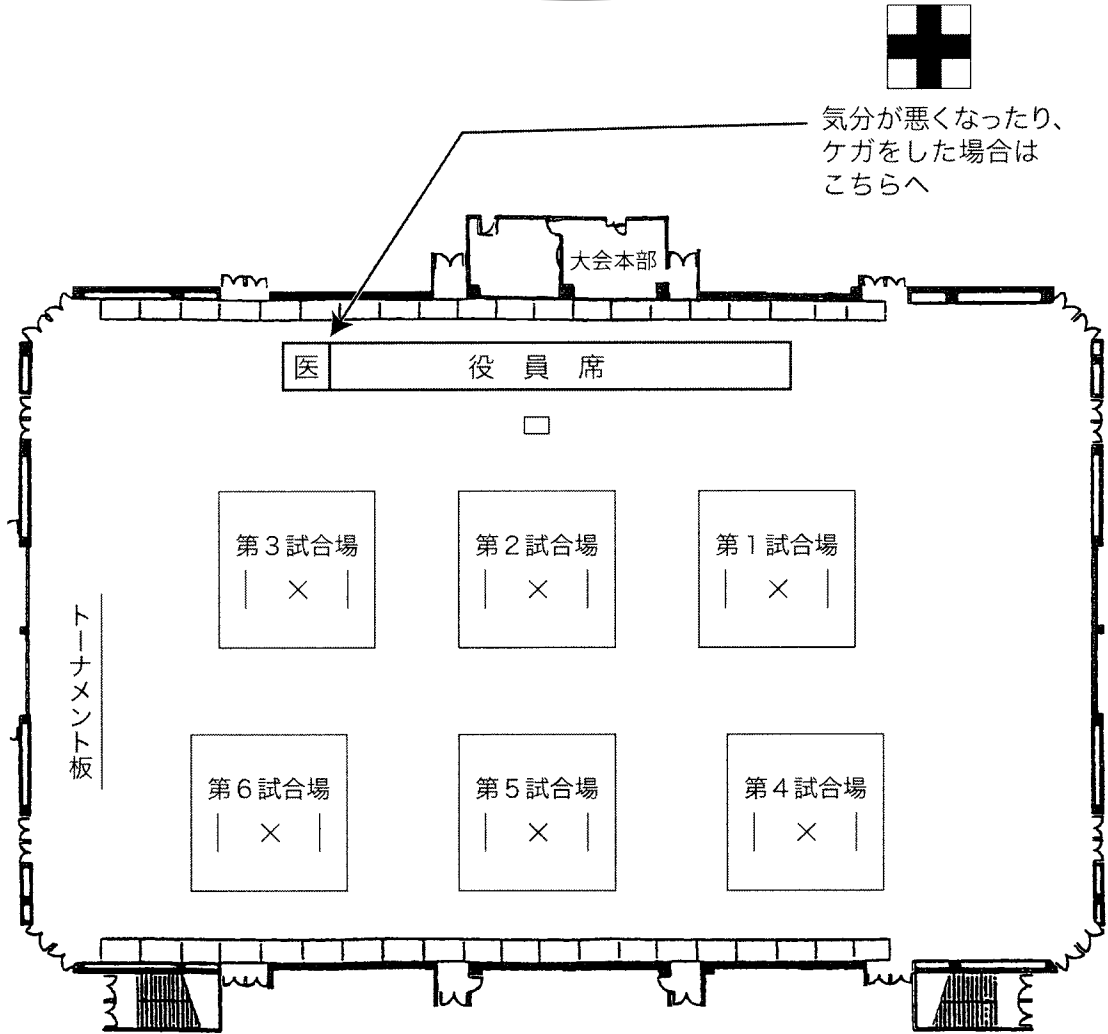 気分が悪くなったり、
ケガをした場合は
こちらへ
大会本部
医
役員席
第3試合場
第2試合場
第1試合場
トーナメント板
第6試合場
第5試合場
第4試合場